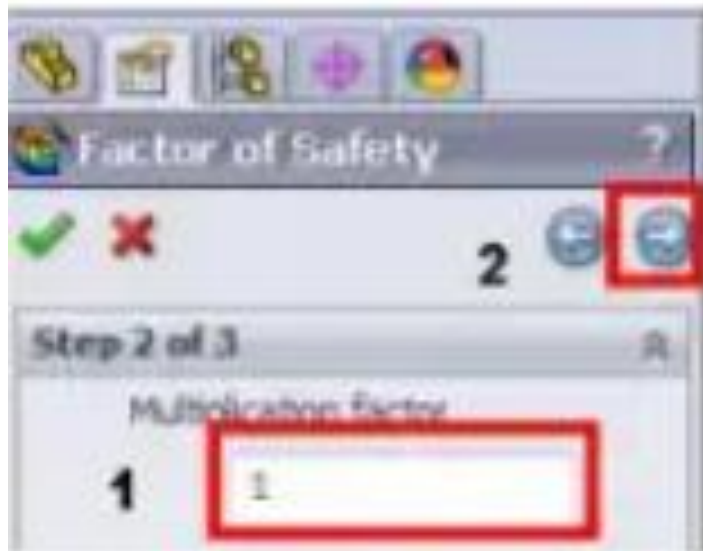 Factor of Safety ?
2
Step 2 of 3
Multiplication factor
1 1